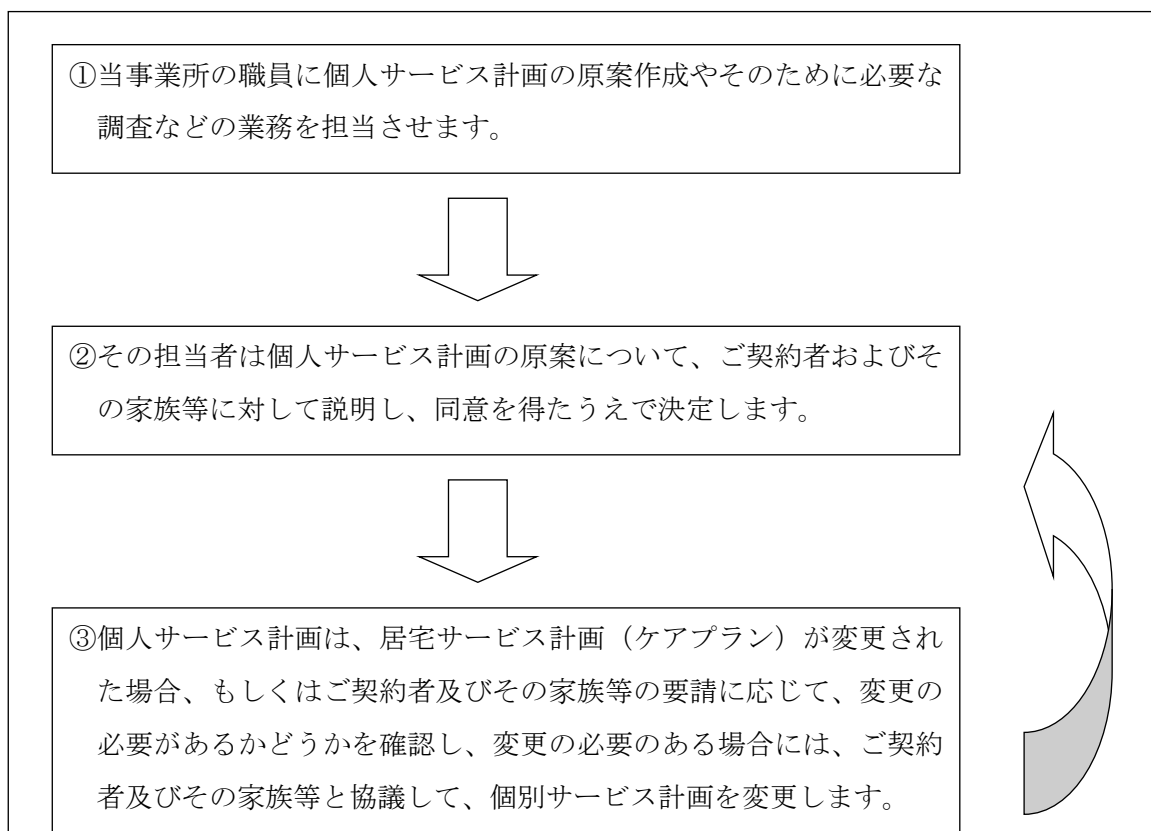 ①当事業所の職員に個人サービス計画の原案作成やそのために必要な
調査などの業務を担当させます。
②その担当者は個人サービス計画の原案について、ご契約者およびそ
の家族等に対して説明し、同意を得たうえで決定します。
③個人サービス計画は、居宅サービス計画（ケアプラン）が変更され
た場合、もしくはご契約者及びその家族等の要請に応じて、変更の
必要があるかどうかを確認し、変更の必要のある場合には、ご契約
者及びその家族等と協議して、個別サービス計画を変更します。